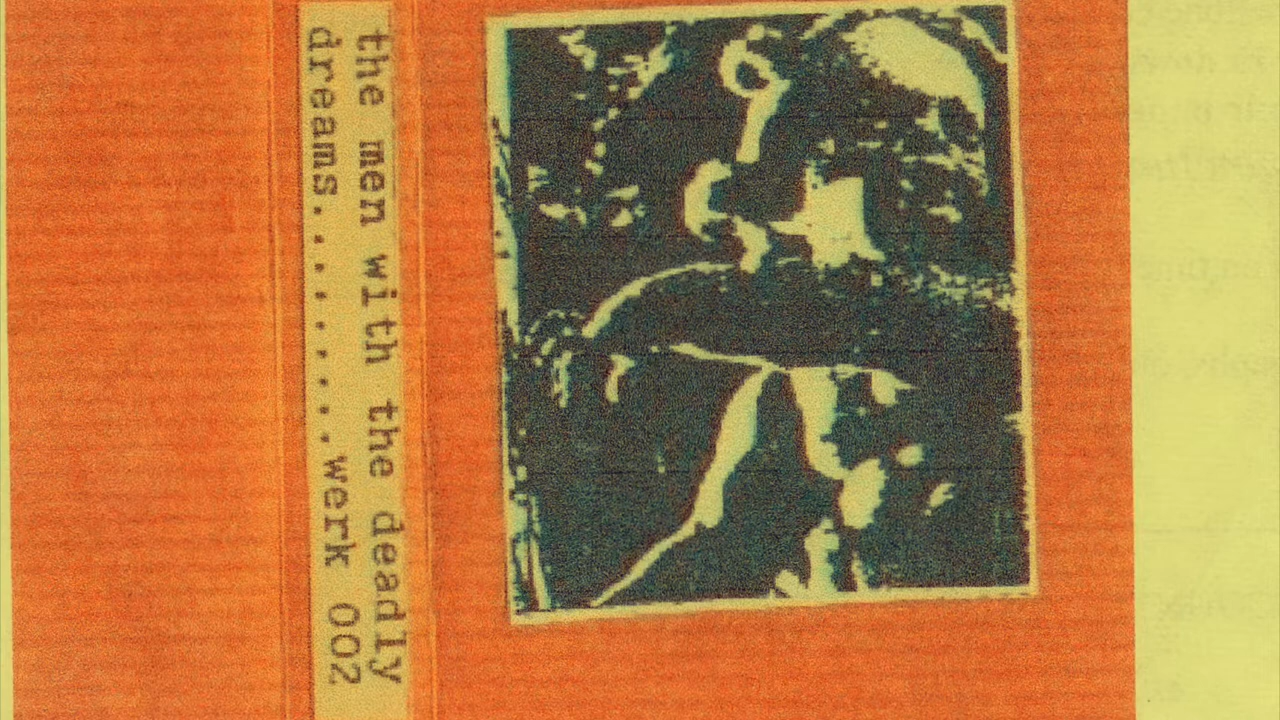 the men with the deadly
dreams..........werk 002